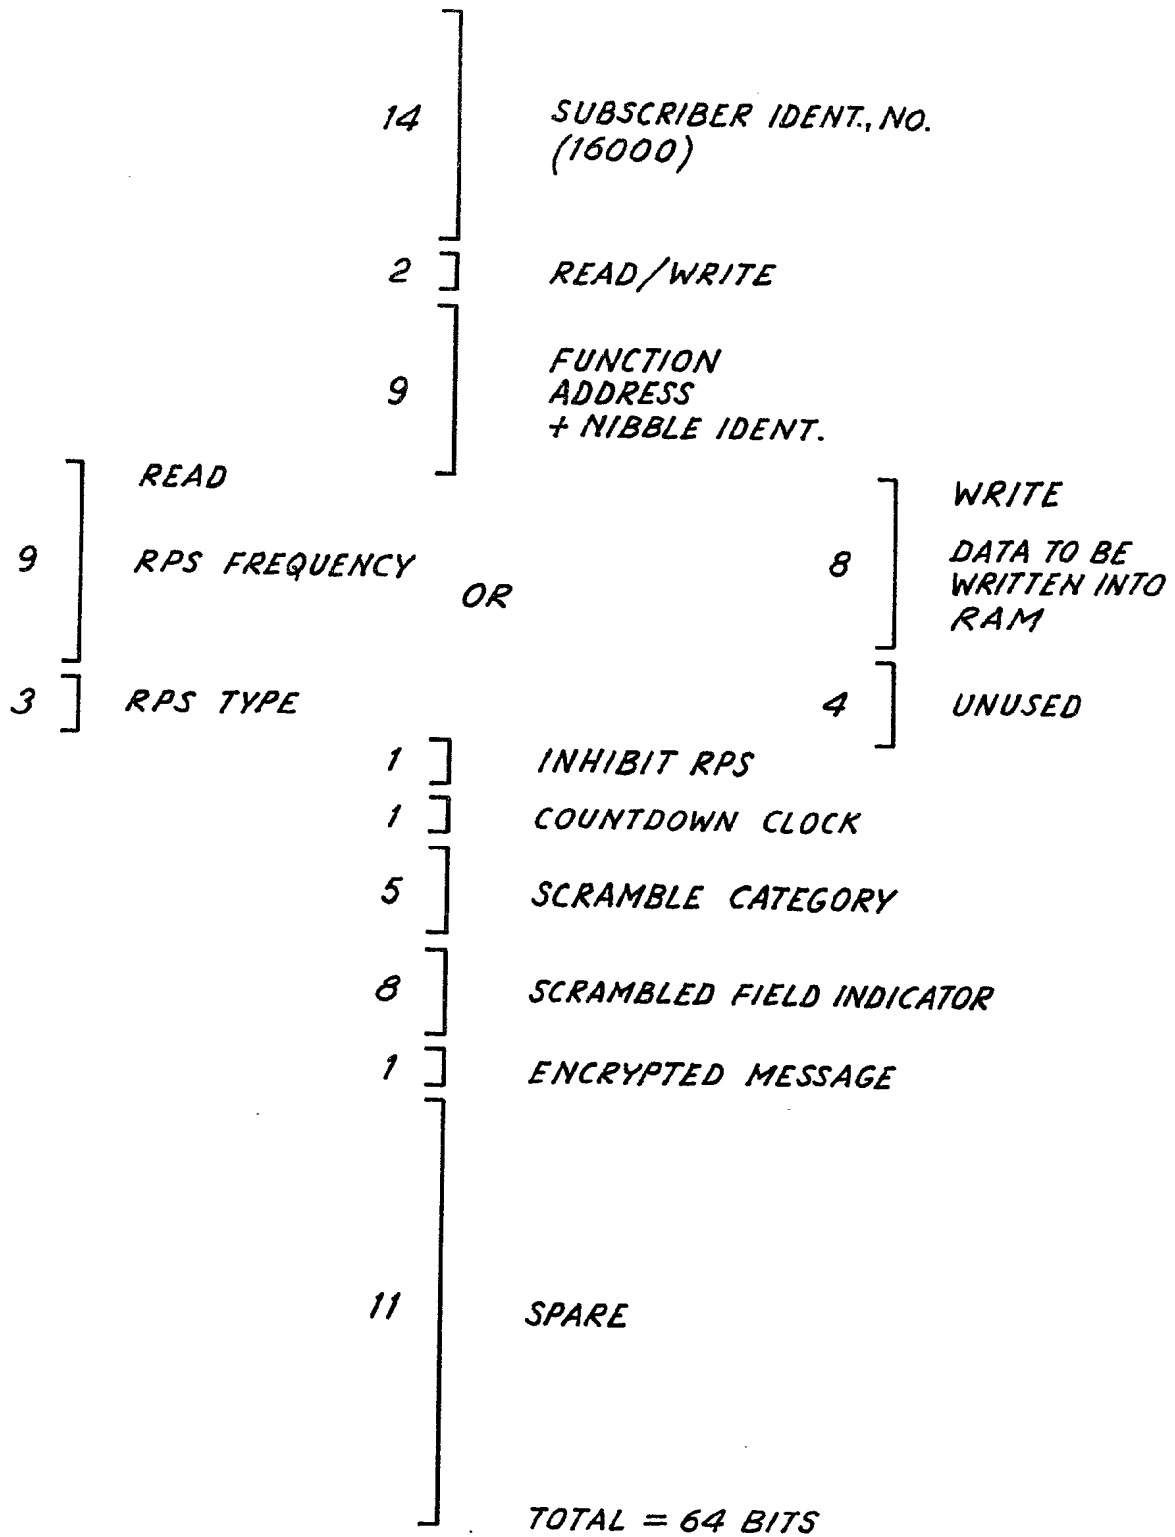 14 SUBSCRIBER IDENT., NO.
(16000)
2 READ/WRITE
9 FUNCTION
ADDRESS
+ NIBBLE IDENT.
READ
9 RPS FREQUENCY
3 RPS TYPE
OR
WRITE
8 DATA TO BE
WRITTEN INTO
RAM
4 UNUSED
1 INHIBIT RPS
1 COUNTDOWN CLOCK
5 SCRAMBLE CATEGORY
8 SCRAMBLED FIELD INDICATOR
1 ENCRYPTED MESSAGE
11 SPARE
TOTAL = 64 BITS